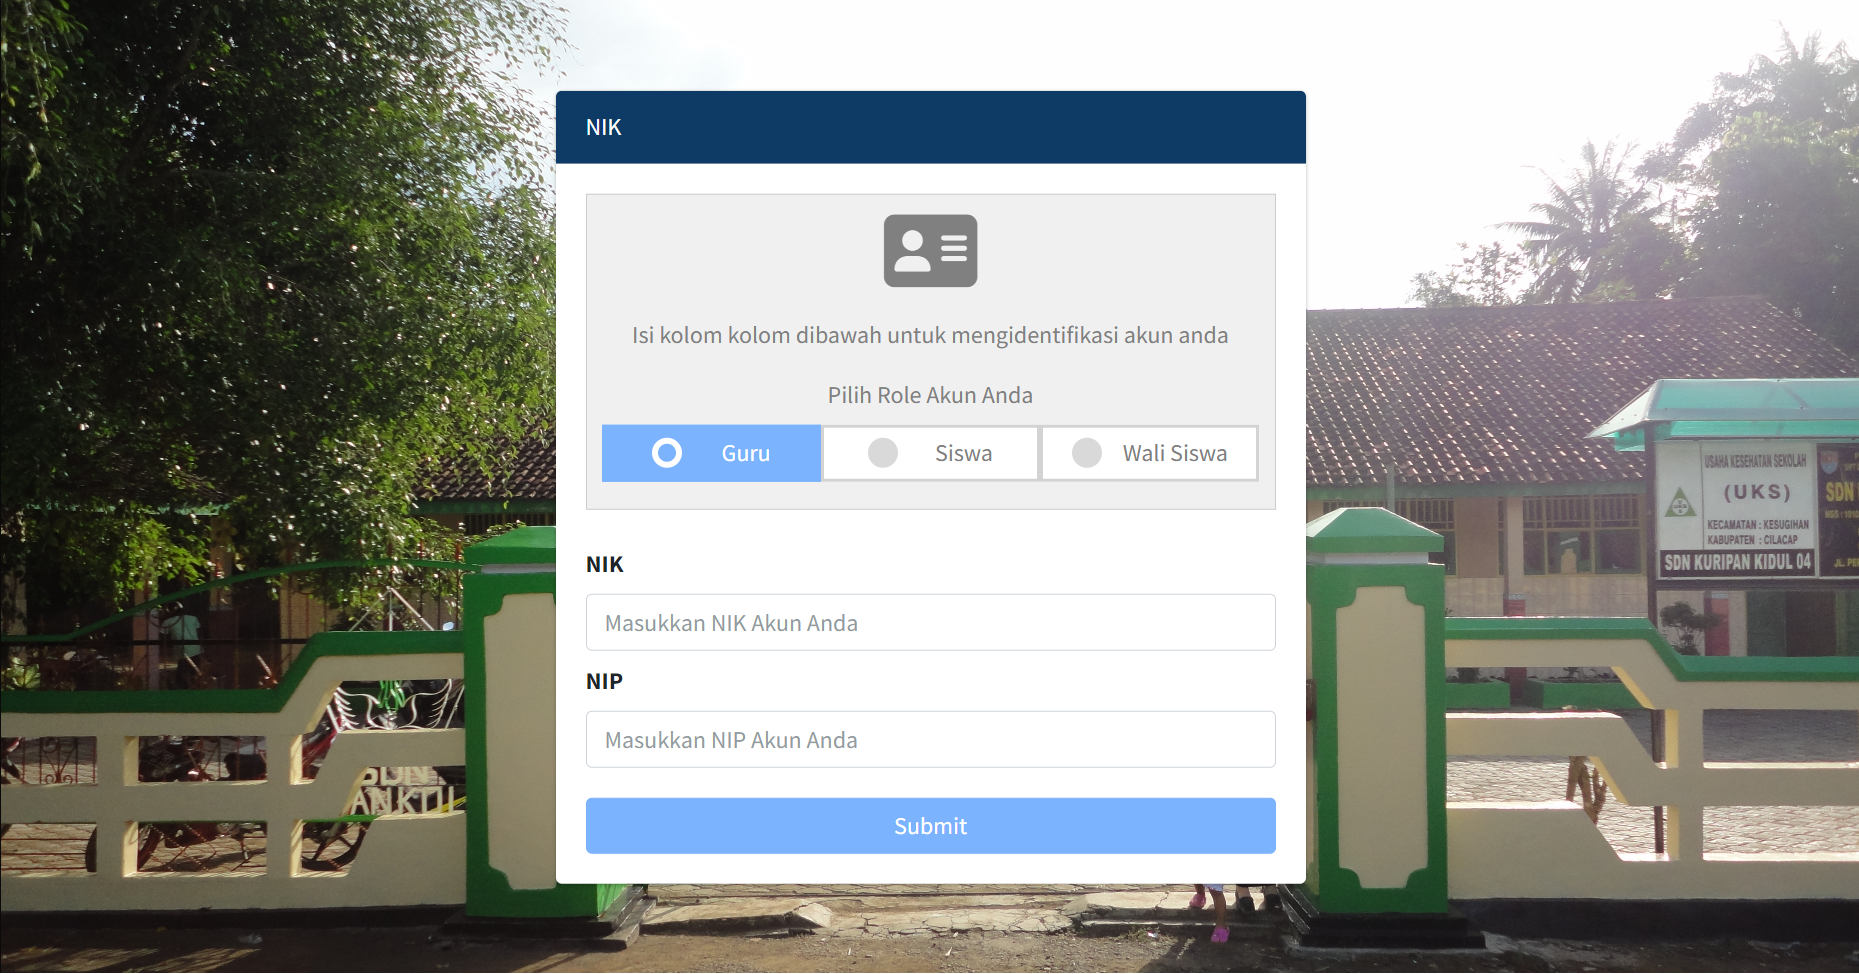 NIK
Isi kolom kolom dibawah untuk mengidentifikasi akun anda
Pilih Role Akun Anda
Guru
Siswa
Wali Siswa
NIK
Masukkan NIK Akun Anda
NIP
Masukkan NIP Akun Anda
Submit
USAHA KESEHATAN SEKOLAH
(UKS)
KECAMATAN : KESUGIHAN
KABUPATEN : CILACAP
SDN KURIPAN KIDUL 04
SDN
SDN